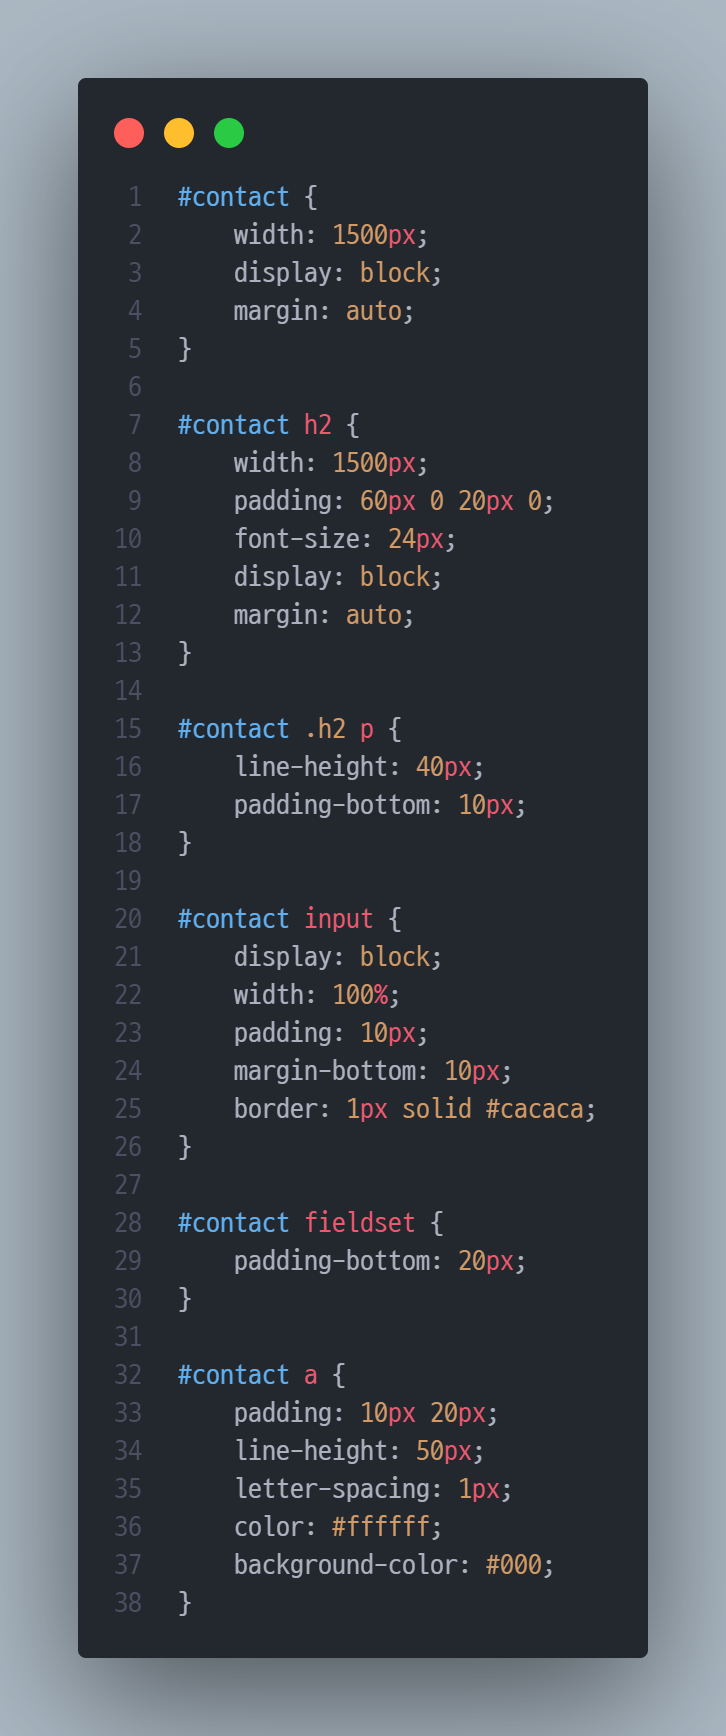 1 #contact {
2     width: 1500px;
3     display: block;
4     margin: auto;
5 }
6
7 #contact h2 {
8     width: 1500px;
9     padding: 60px 0 20px 0;
10     font-size: 24px;
11     display: block;
12     margin: auto;
13 }
14
15 #contact .h2 p {
16     line-height: 40px;
17     padding-bottom: 10px;
18 }
19
20 #contact input {
21     display: block;
22     width: 100%;
23     padding: 10px;
24     margin-bottom: 10px;
25     border: 1px solid #cacaca;
26 }
27
28 #contact fieldset {
29     padding-bottom: 20px;
30 }
31
32 #contact a {
33     padding: 10px 20px;
34     line-height: 50px;
35     letter-spacing: 1px;
36     color: #ffffff;
37     background-color: #000;
38 }